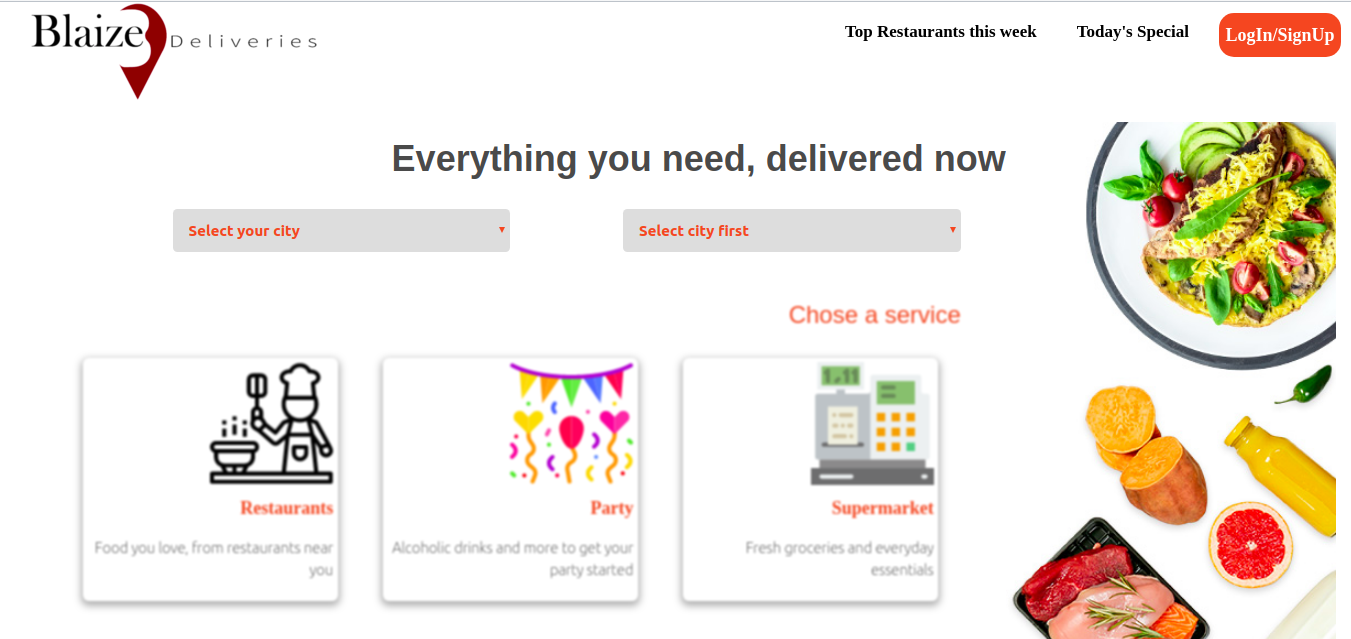 Blaize Deliveries
Top Restaurants this week
Today's Special
LogIn/SignUp
Everything you need, delivered now
Select your city
Select city first
Chose a service
Restaurants
Food you love, from restaurants near
you
Party
Alcoholic drinks and more to get your
party started
1.11
Supermarket
Fresh groceries and everyday
essentials